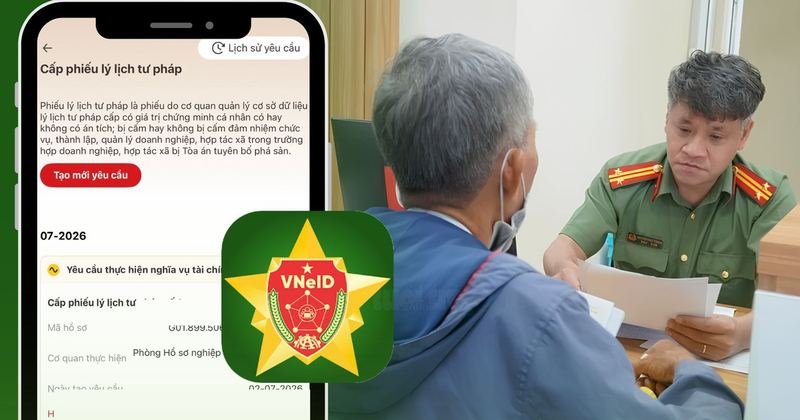 Lịch sử yêu cầu
Cấp phiếu lý lịch tư pháp
Phiếu lý lịch tư pháp là phiếu do cơ quan quản lý cơ sở dữ liệu
lý lịch tư pháp cấp có giá trị chứng minh cá nhân có hay
không có án tích; bị cấm hay không bị cấm đảm nhiệm chức
vụ, thành lập, quản lý doanh nghiệp, hợp tác xã trong trường
hợp doanh nghiệp, hợp tác xã bị Tòa án tuyên bố phá sản.
Tạo mới yêu cầu
07-2026
Yêu cầu thực hiện nghĩa vụ tài chí
Cấp phiếu lý lịch tư
Mã hồ sơ G01.899.506
Cơ quan thực hiện Phòng Hồ sơ nghiệp
Ngày tạo yêu cầu 02-07-2026
H
VNeID